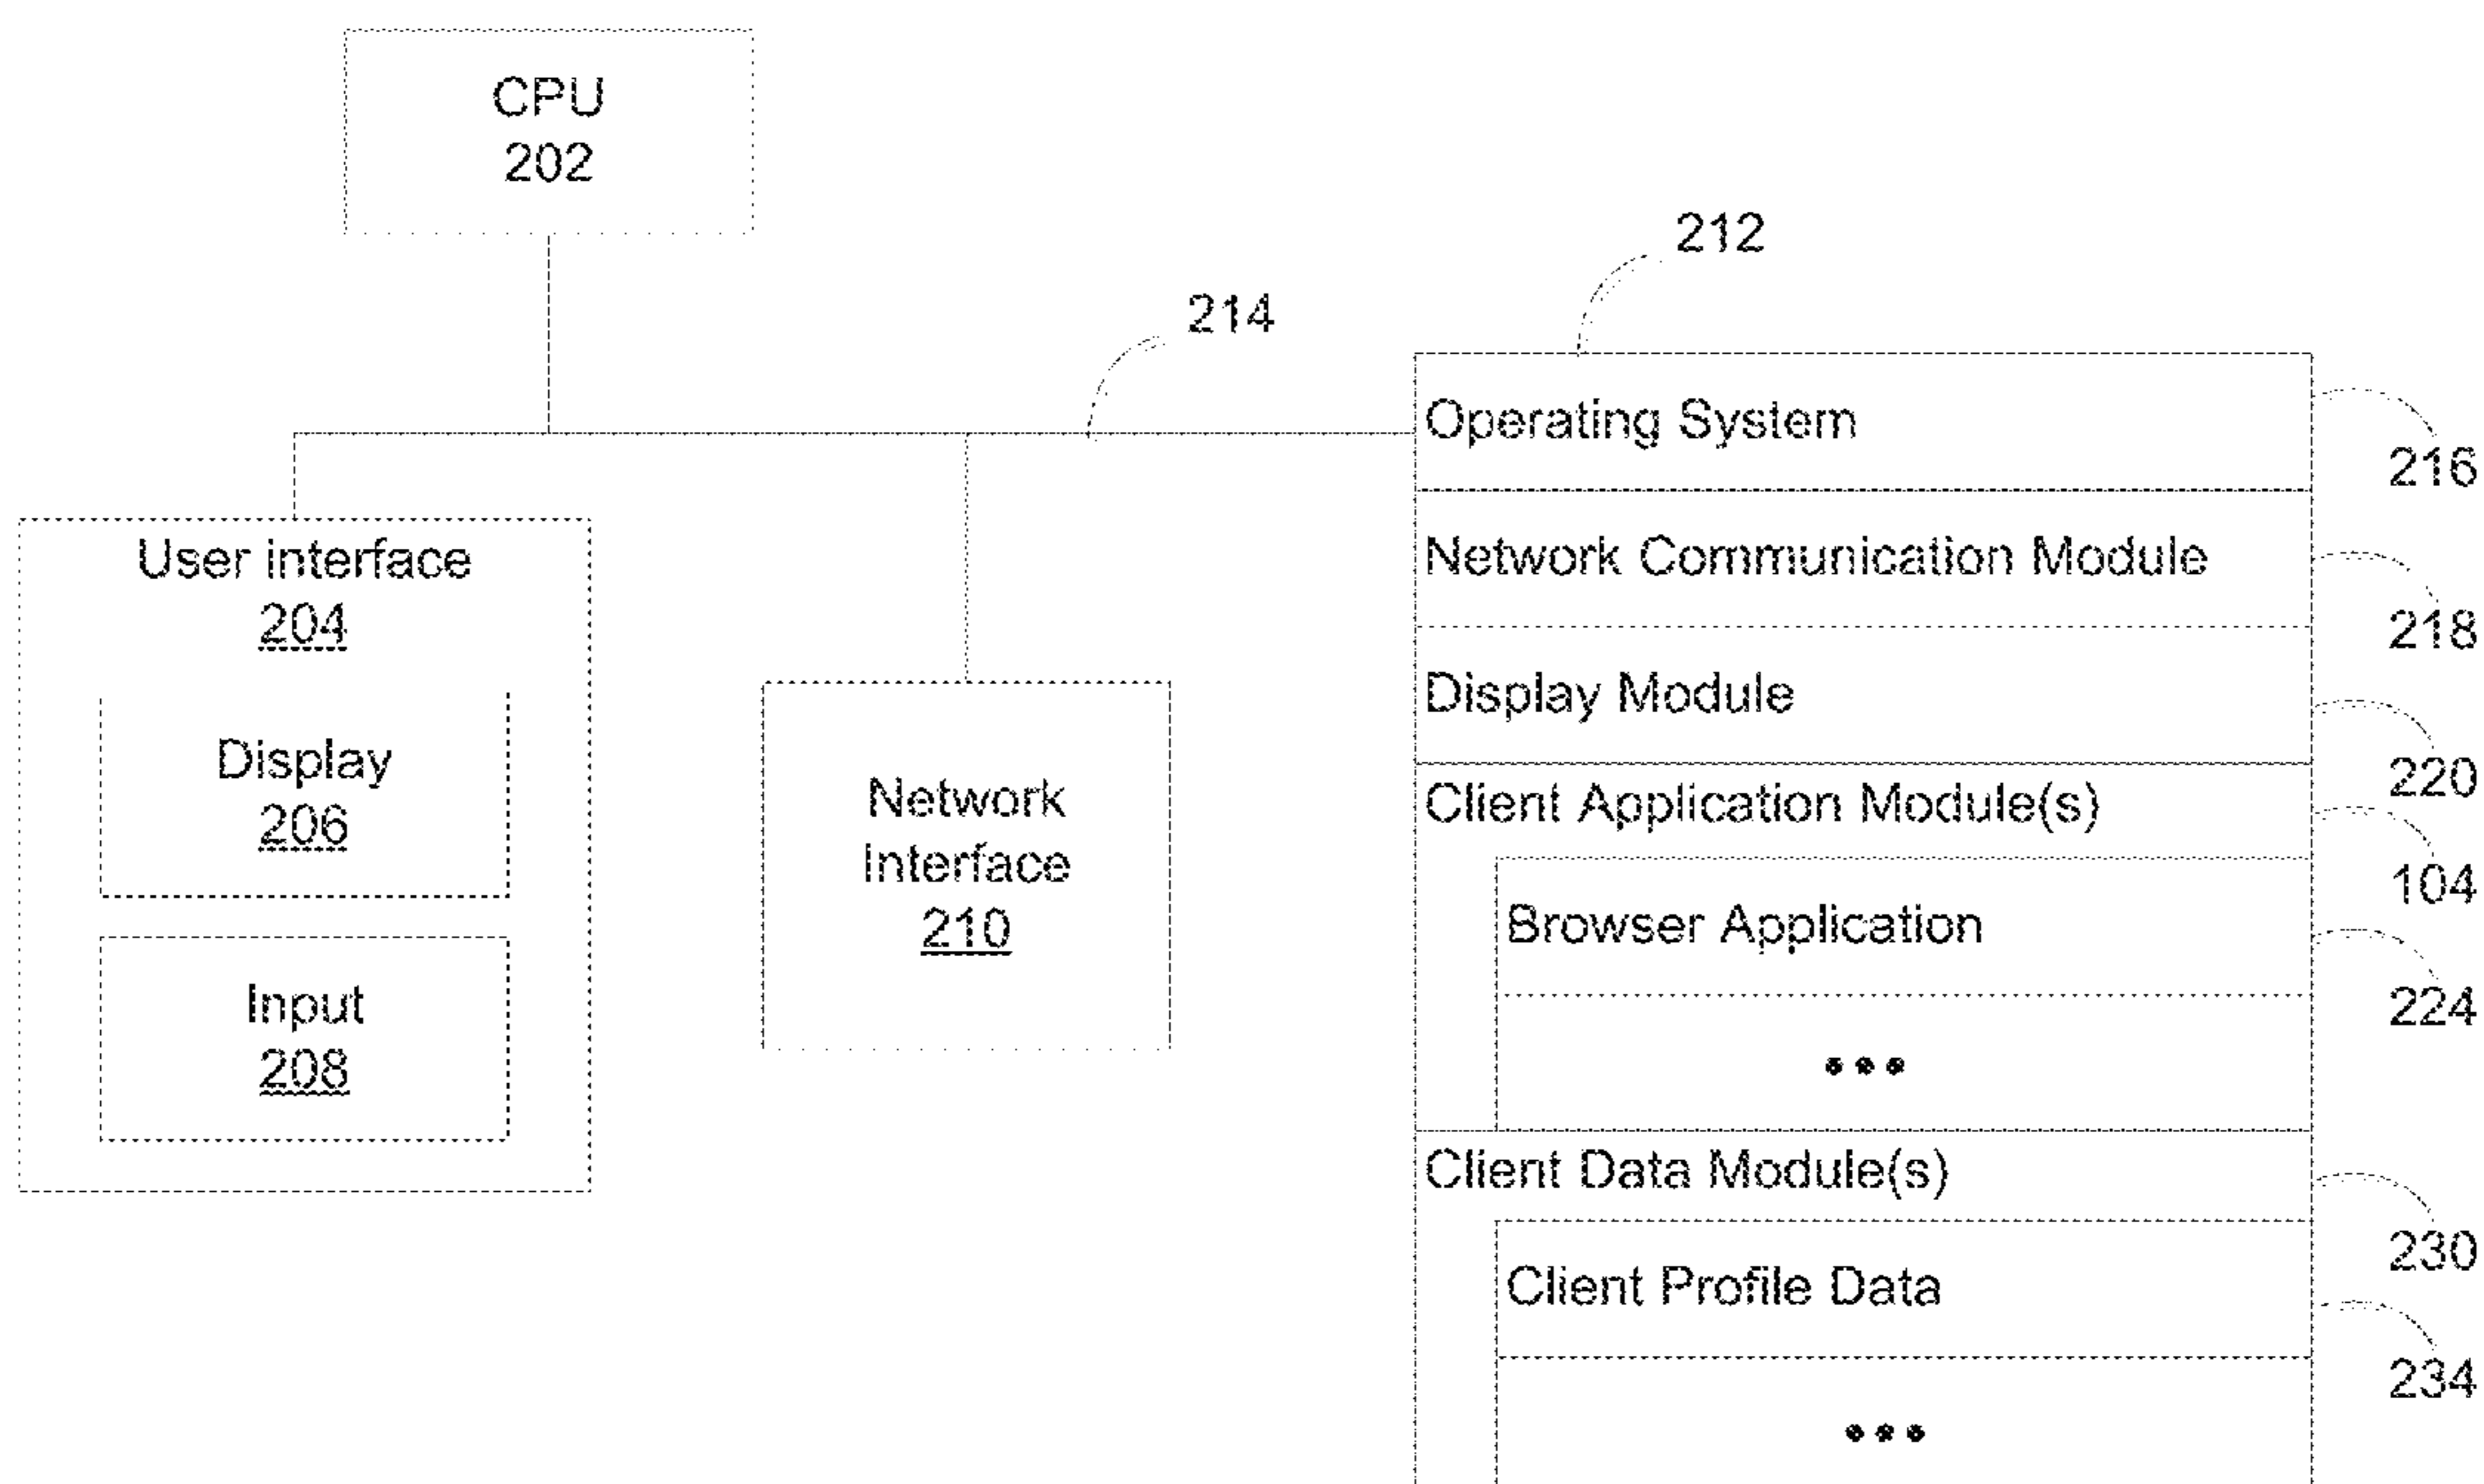 CPU
202
212
214
Operating System
216
User interface
204
Network Communication Module
218
Display
206
Display Module
220
Network
Interface
210
Client Application Module(s)
104
Browser Application
224
Input
208
•••
Client Data Module(s)
230
Client Profile Data
234
•••